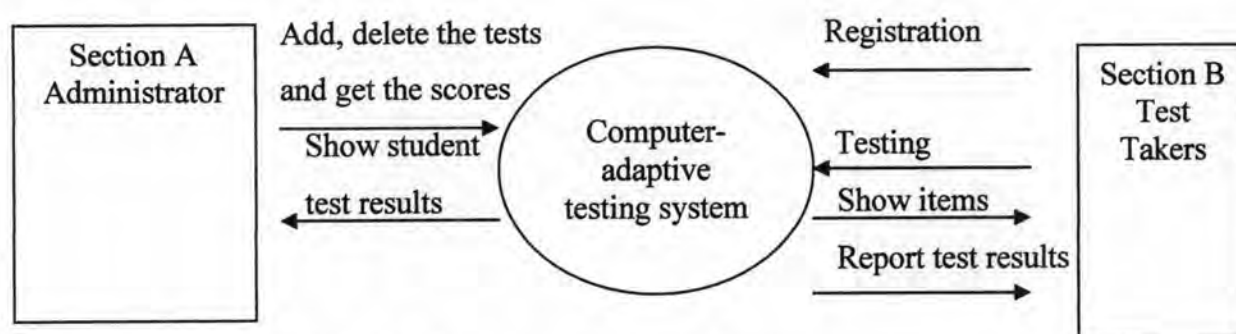 Section A
Administrator
Add, delete the tests
and get the scores
Show student
test results
Computer-
adaptive
testing system
Registration
Testing
Show items
Report test results
Section B
Test
Takers